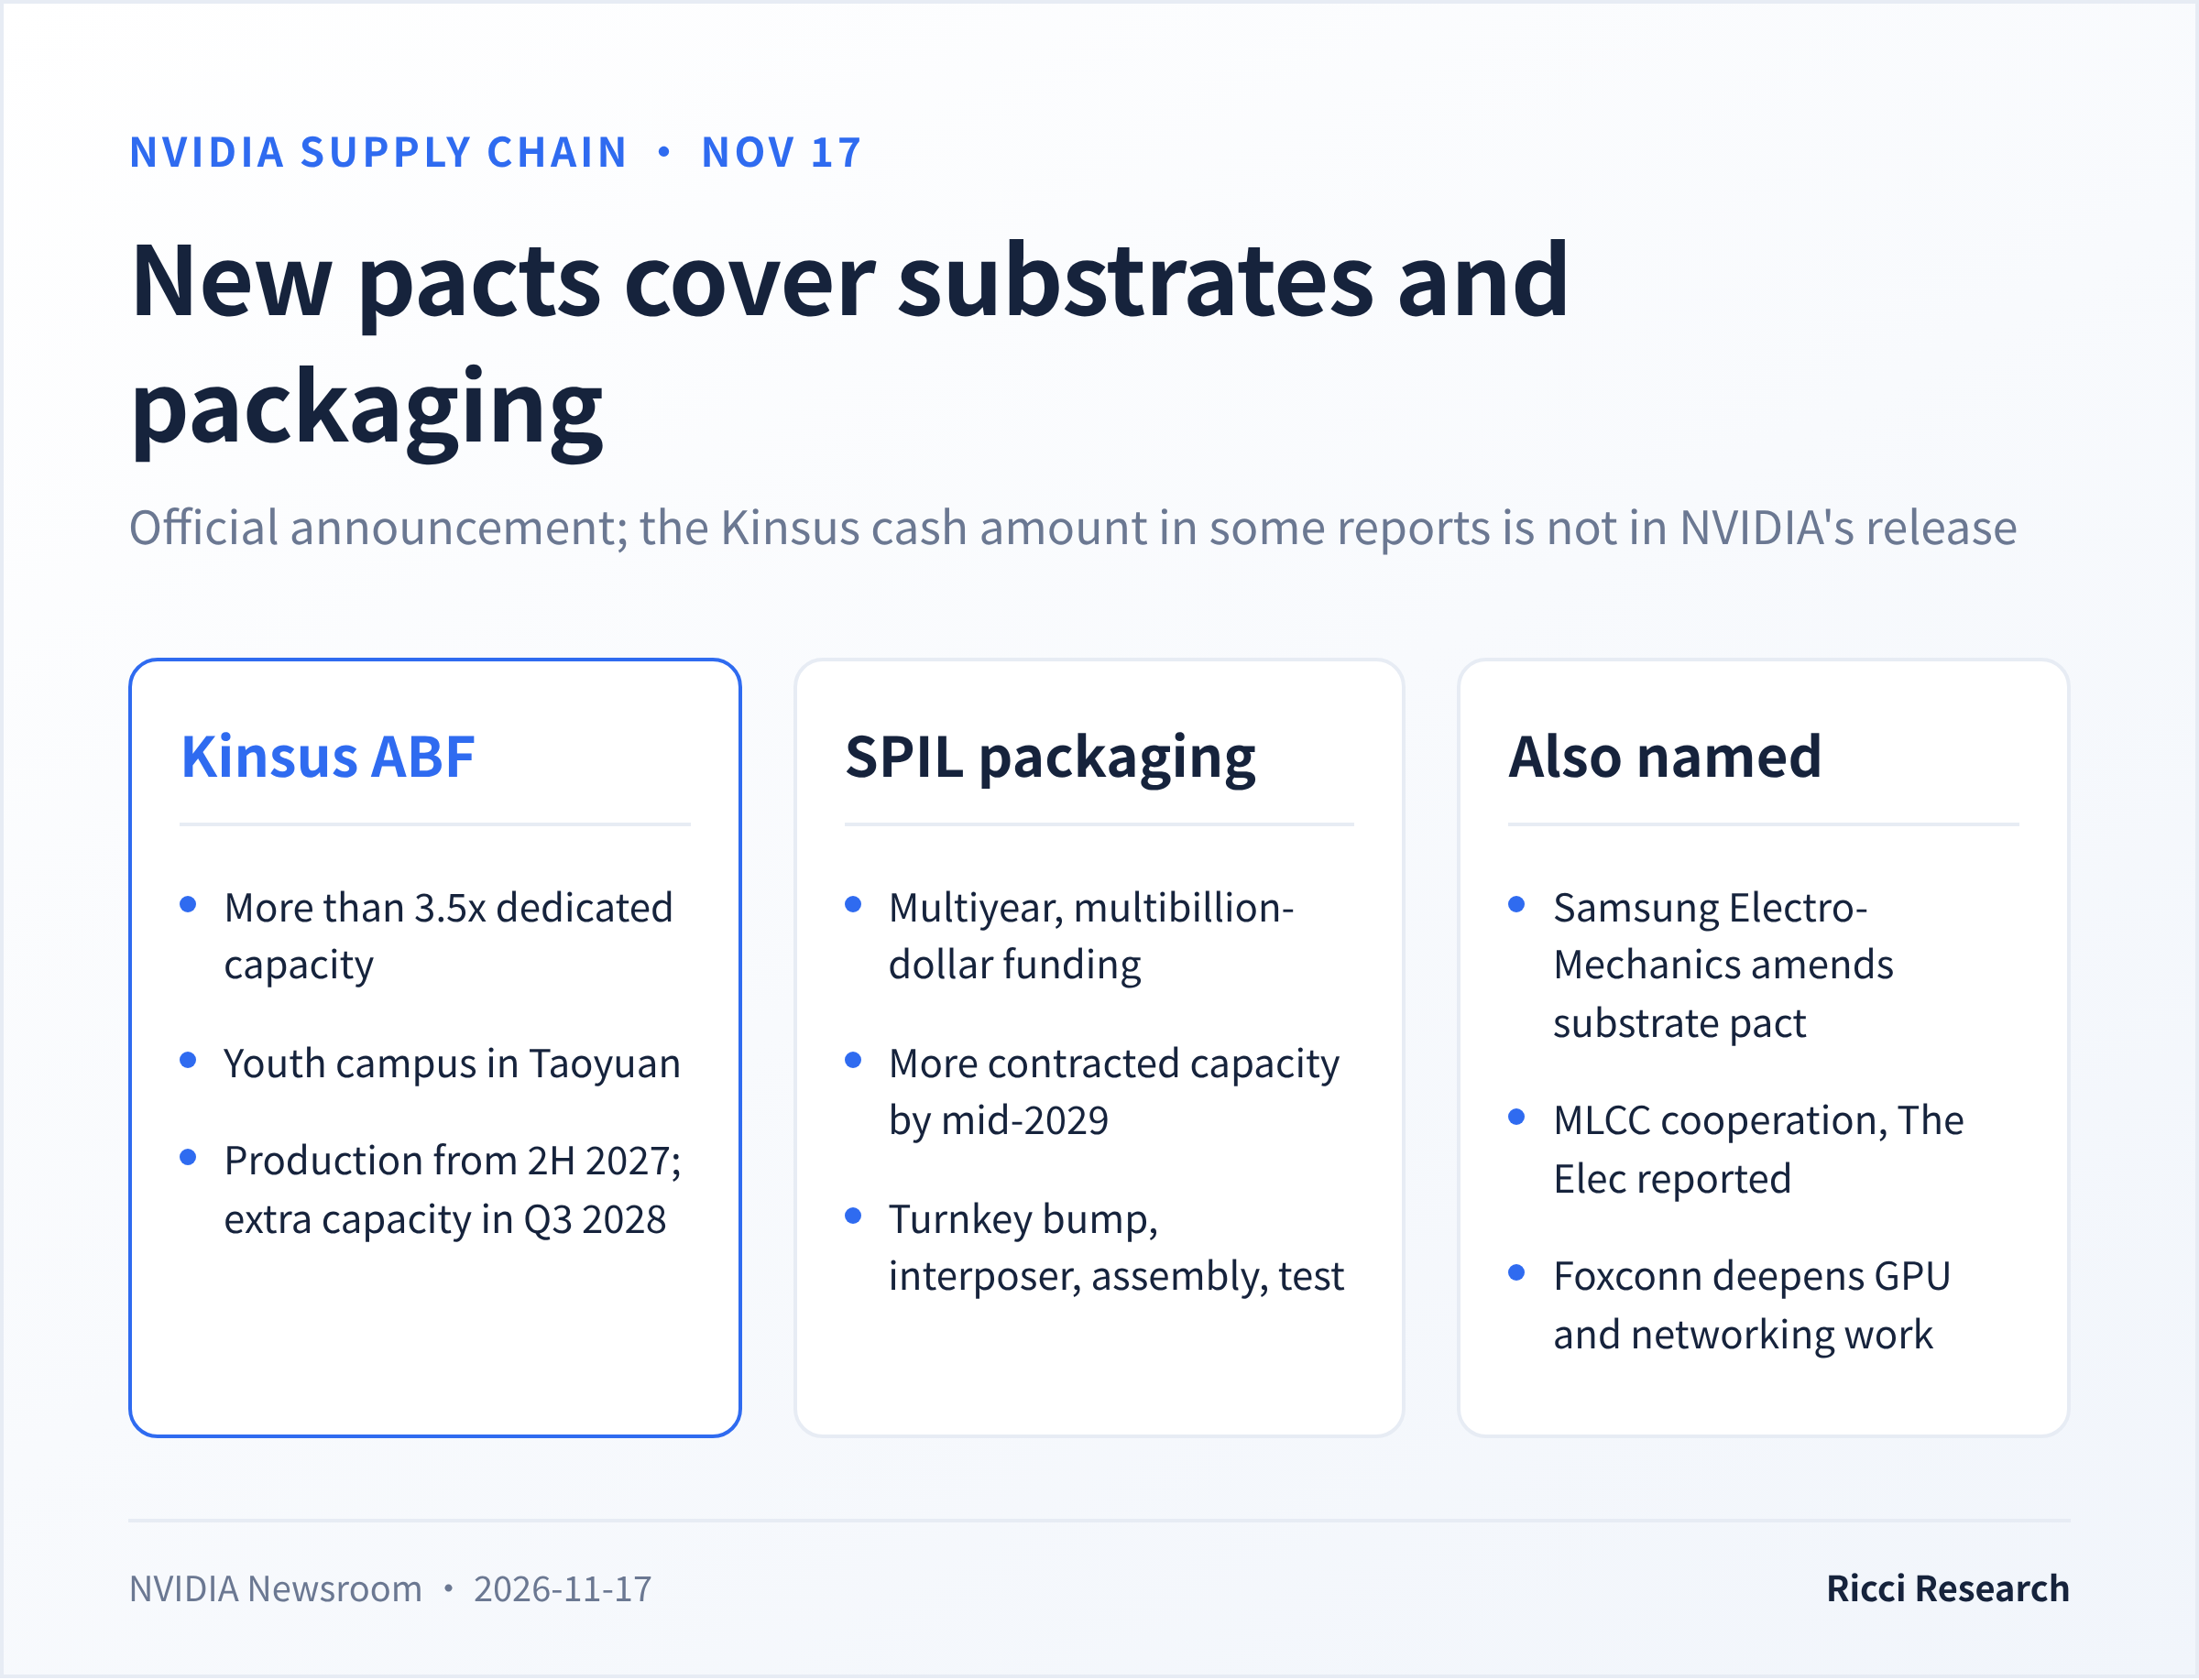 NVIDIA SUPPLY CHAIN • NOV 17
New pacts cover substrates and
packaging
Official announcement; the Kinsus cash amount in some reports is not in NVIDIA's release
Kinsus ABF
• More than 3.5x dedicated
capacity
• Youth campus in Taoyuan
• Production from 2H 2027;
extra capacity in Q3 2028
SPIL packaging
• Multiyear, multibillion-
dollar funding
• More contracted capacity
by mid-2029
• Turnkey bump,
interposer, assembly, test
Also named
• Samsung Electro-
Mechanics amends
substrate pact
• MLCC cooperation, The
Elec reported
• Foxconn deepens GPU
and networking work
NVIDIA Newsroom • 2026-11-17
Ricci Research